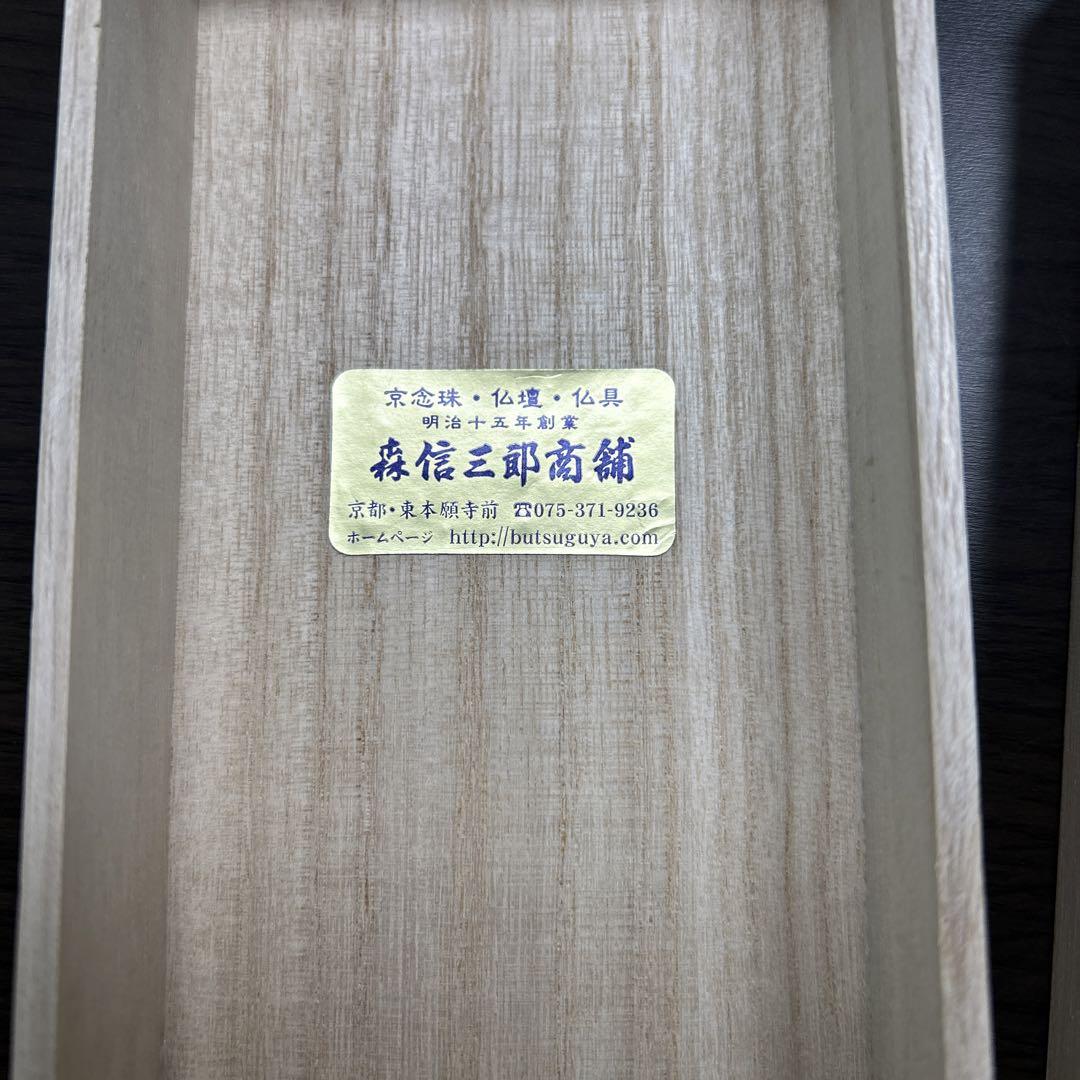 京念珠・仏壇・仏具
明治十五年創業
森信三郎商舗
京都・東本願寺前 ☎075-371-9236
ホームページ http://butsuguya.com